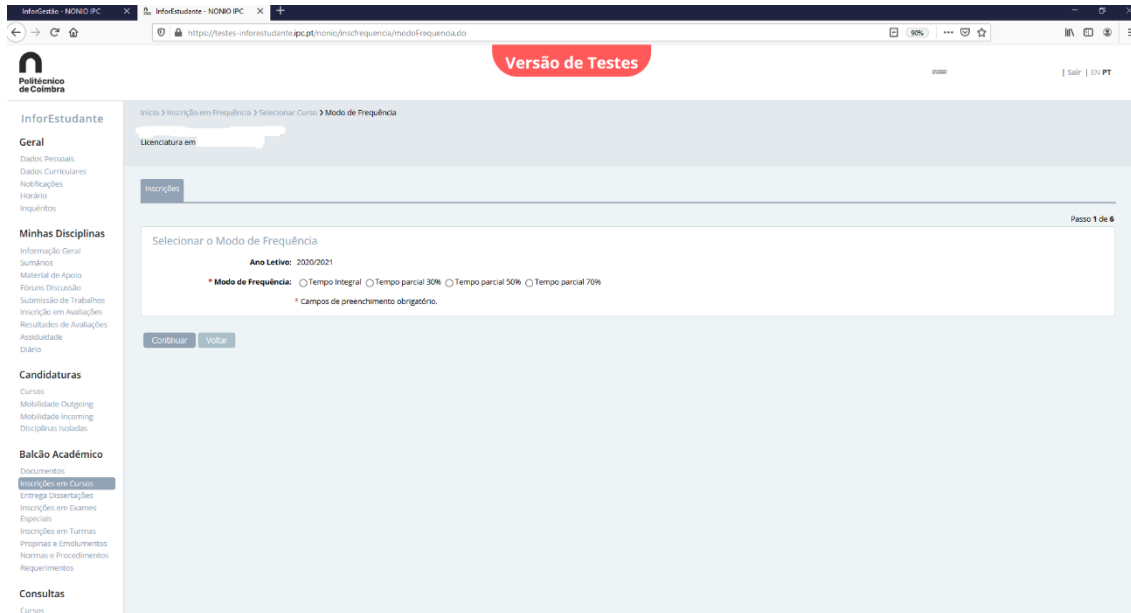 InforGestão - NONIO IPC
InforEstudante - NONIO IPC
https://testes-inforestudante.ipc.pt/nonio/inscfrequencia/modoFrequencia.do
90%
Politécnico
de Coimbra
Versão de Testes
| Sair | EN PT
InforEstudante
Geral
Dados Pessoais
Dados Curriculares
Notificações
Horário
Inquéritos
Minhas Disciplinas
Informação Geral
Sumários
Material de Apoio
Fóruns Discussão
Submissão de Trabalhos
Inscrição em Avaliações
Resultados de Avaliações
Assiduidade
Diário
Candidaturas
Cursos
Mobilidade Outgoing
Mobilidade Incoming
Disciplinas Isoladas
Balcão Académico
Documentos
Inscrições em Cursos
Entrega Dissertações
Inscrições em Exames
Especiais
Inscrições em Turmas
Propinas e Emolumentos
Normas e Procedimentos
Requerimentos
Consultas
Cursos
Início > Inscrição em Frequência > Selecionar Curso > Modo de Frequência
Licenciatura em
Inscrições
Passo 1 de 6
Selecionar o Modo de Frequência
Ano Letivo: 2020/2021
* Modo de Frequência: Tempo Integral Tempo parcial 30% Tempo parcial 50% Tempo parcial 70%
* Campos de preenchimento obrigatório.
Continuar Voltar